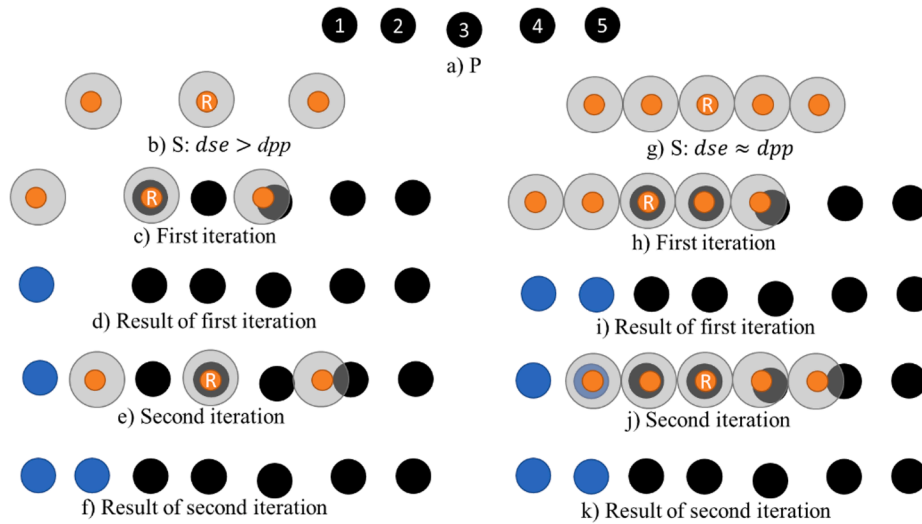 1 2 3 4 5
a) P
R
b) S: dse > dpp
R
g) S: dse ≈ dpp
R
c) First iteration
R
h) First iteration
d) Result of first iteration
i) Result of first iteration
R
e) Second iteration
R
j) Second iteration
f) Result of second iteration
k) Result of second iteration